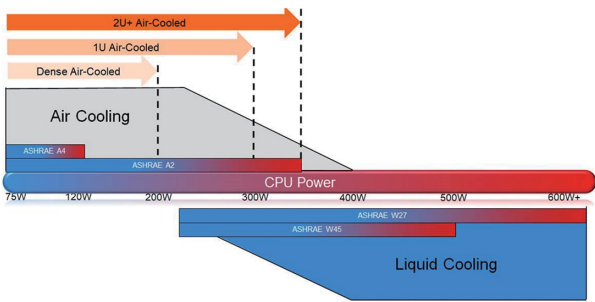 2U+ Air-Cooled
1U Air-Cooled
Dense Air-Cooled
Air Cooling
ASHRAE A4
ASHRAE A2
CPU Power
75W 120W 200W 300W 400W 500W 600W+
ASHRAE W27
ASHRAE W45
Liquid Cooling